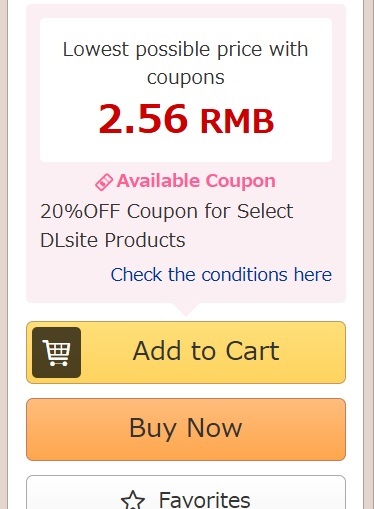 Lowest possible price with
coupons
2.56 RMB
Available Coupon
20%OFF Coupon for Select
DLsite Products
Check the conditions here
Add to Cart
Buy Now
Favorites